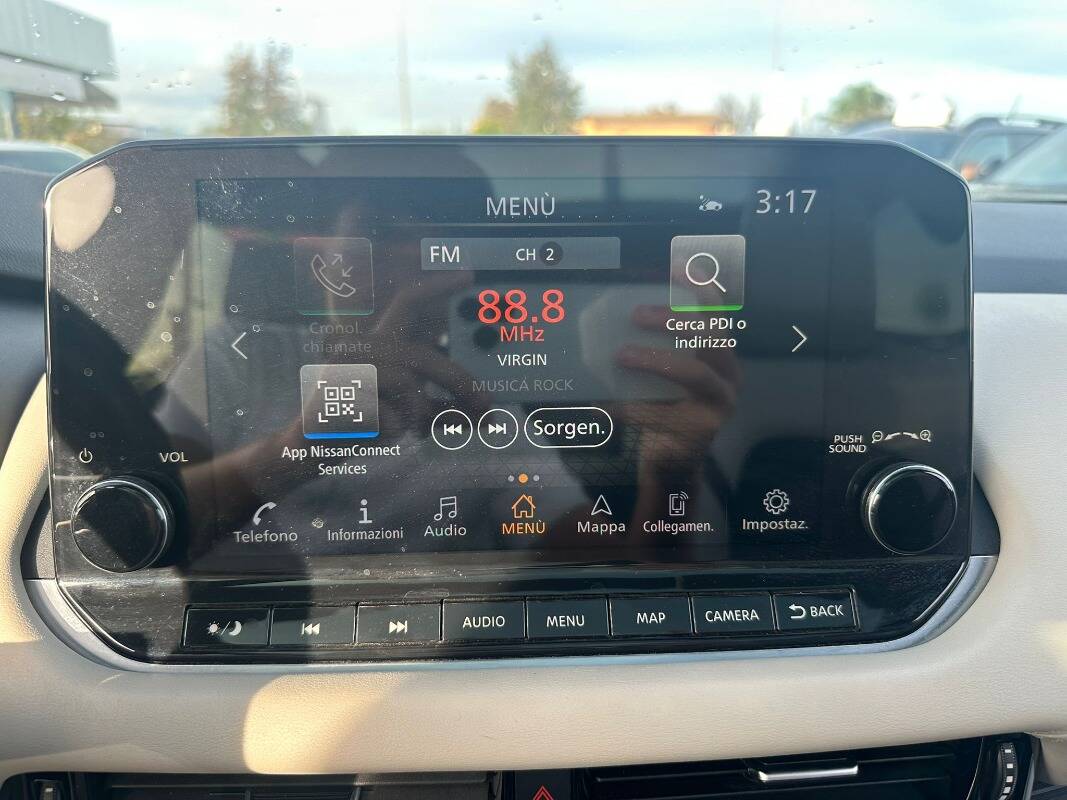 MENÙ
3:17
FM
CH 2
88.8
MHz
VIRGIN
MUSICA ROCK
Sorgen.
Cronol.
chiamate
App NissanConnect
Services
Cerca PDI o
indirizzo
Telefono
Informazioni
Audio
MENÙ
Mappa
Collegamen.
Impostaz.
VOL
PUSH
SOUND
AUDIO
MENU
MAP
CAMERA
BACK